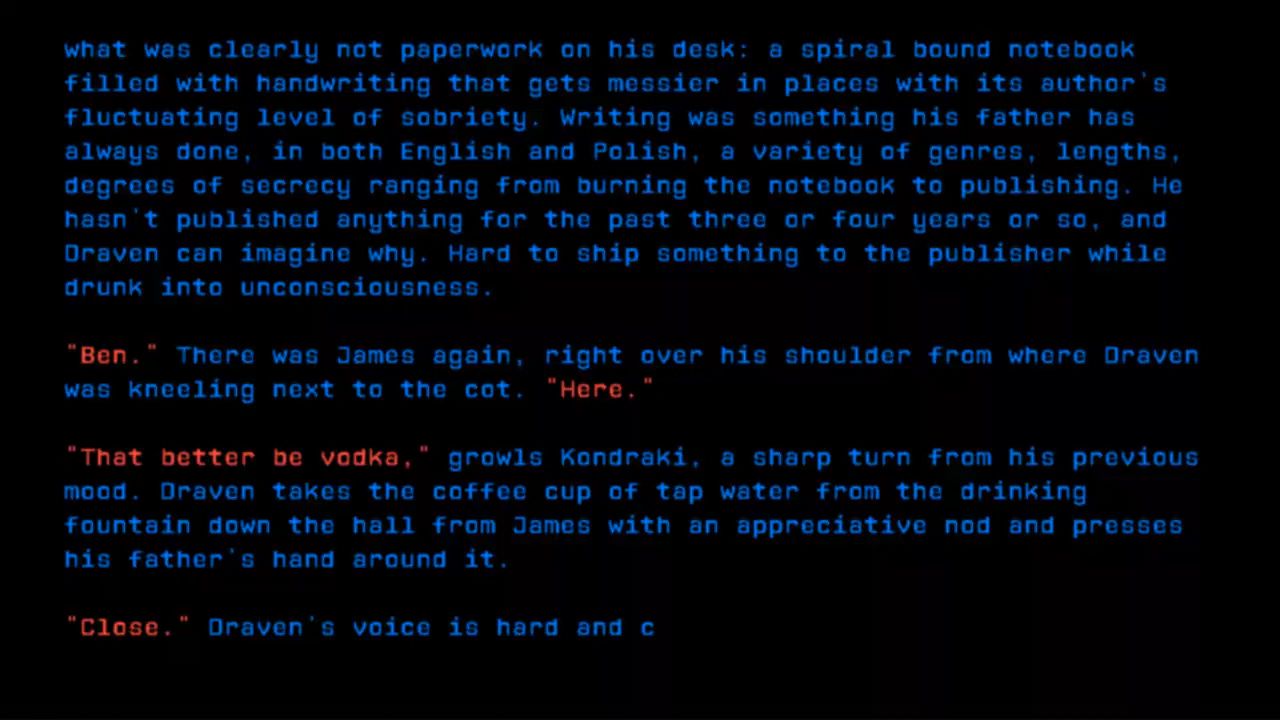 what was clearly not paperwork on his desk: a spiral bound notebook
filled with handwriting that gets messier in places with its author's
fluctuating level of sobriety. Writing was something his father has
always done, in both English and Polish, a variety of genres, lengths,
degrees of secrecy ranging from burning the notebook to publishing. He
hasn't published anything for the past three or four years or so, and
Draven can imagine why. Hard to ship something to the publisher while
drunk into unconsciousness.
"Ben." There was James again, right over his shoulder from where Draven
was kneeling next to the cot. "Here."
"That better be vodka," growls Kondraki, a sharp turn from his previous
mood. Draven takes the coffee cup of tap water from the drinking
fountain down the hall from James with an appreciative nod and presses
his father's hand around it.
"Close." Draven's voice is hard and c